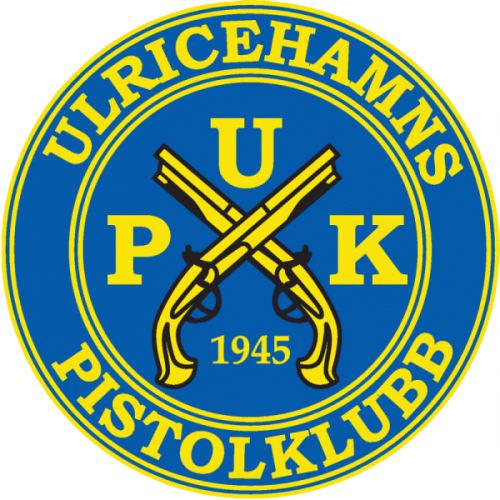 ULRICEHAMNS
U
P K
1945
PISTOLKLUBB